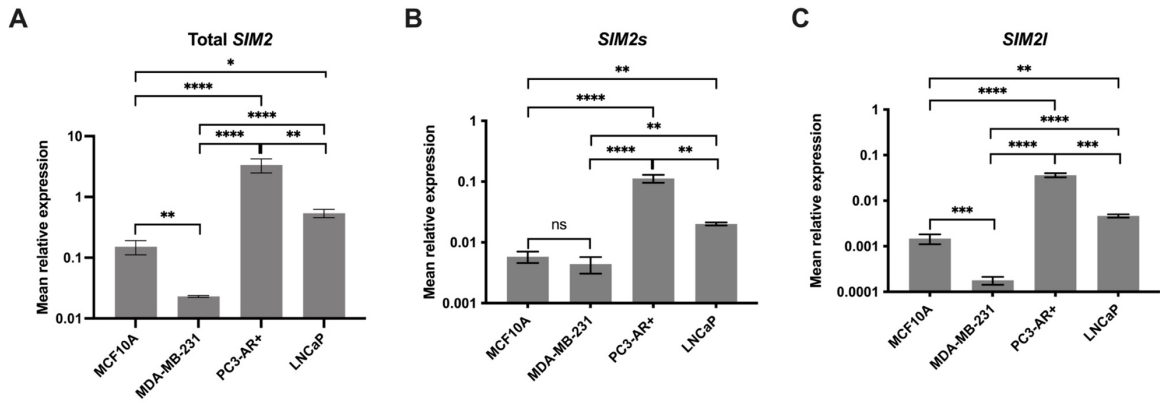 A
Total SIM2
*
****
****
**** **
**
Mean relative expression
10
1
0.1
0.01
MCF10A
MDA-MB-231
PC3-AR+
LNCaP
B
SIM2s
**
****
**
**** **
ns
Mean relative expression
1
0.1
0.01
0.001
MCF10A
MDA-MB-231
PC3-AR+
LNCaP
C
SIM2l
**
****
****
**** ***
***
Mean relative expression
1
0.1
0.01
0.001
0.0001
MCF10A
MDA-MB-231
PC3-AR+
LNCaP